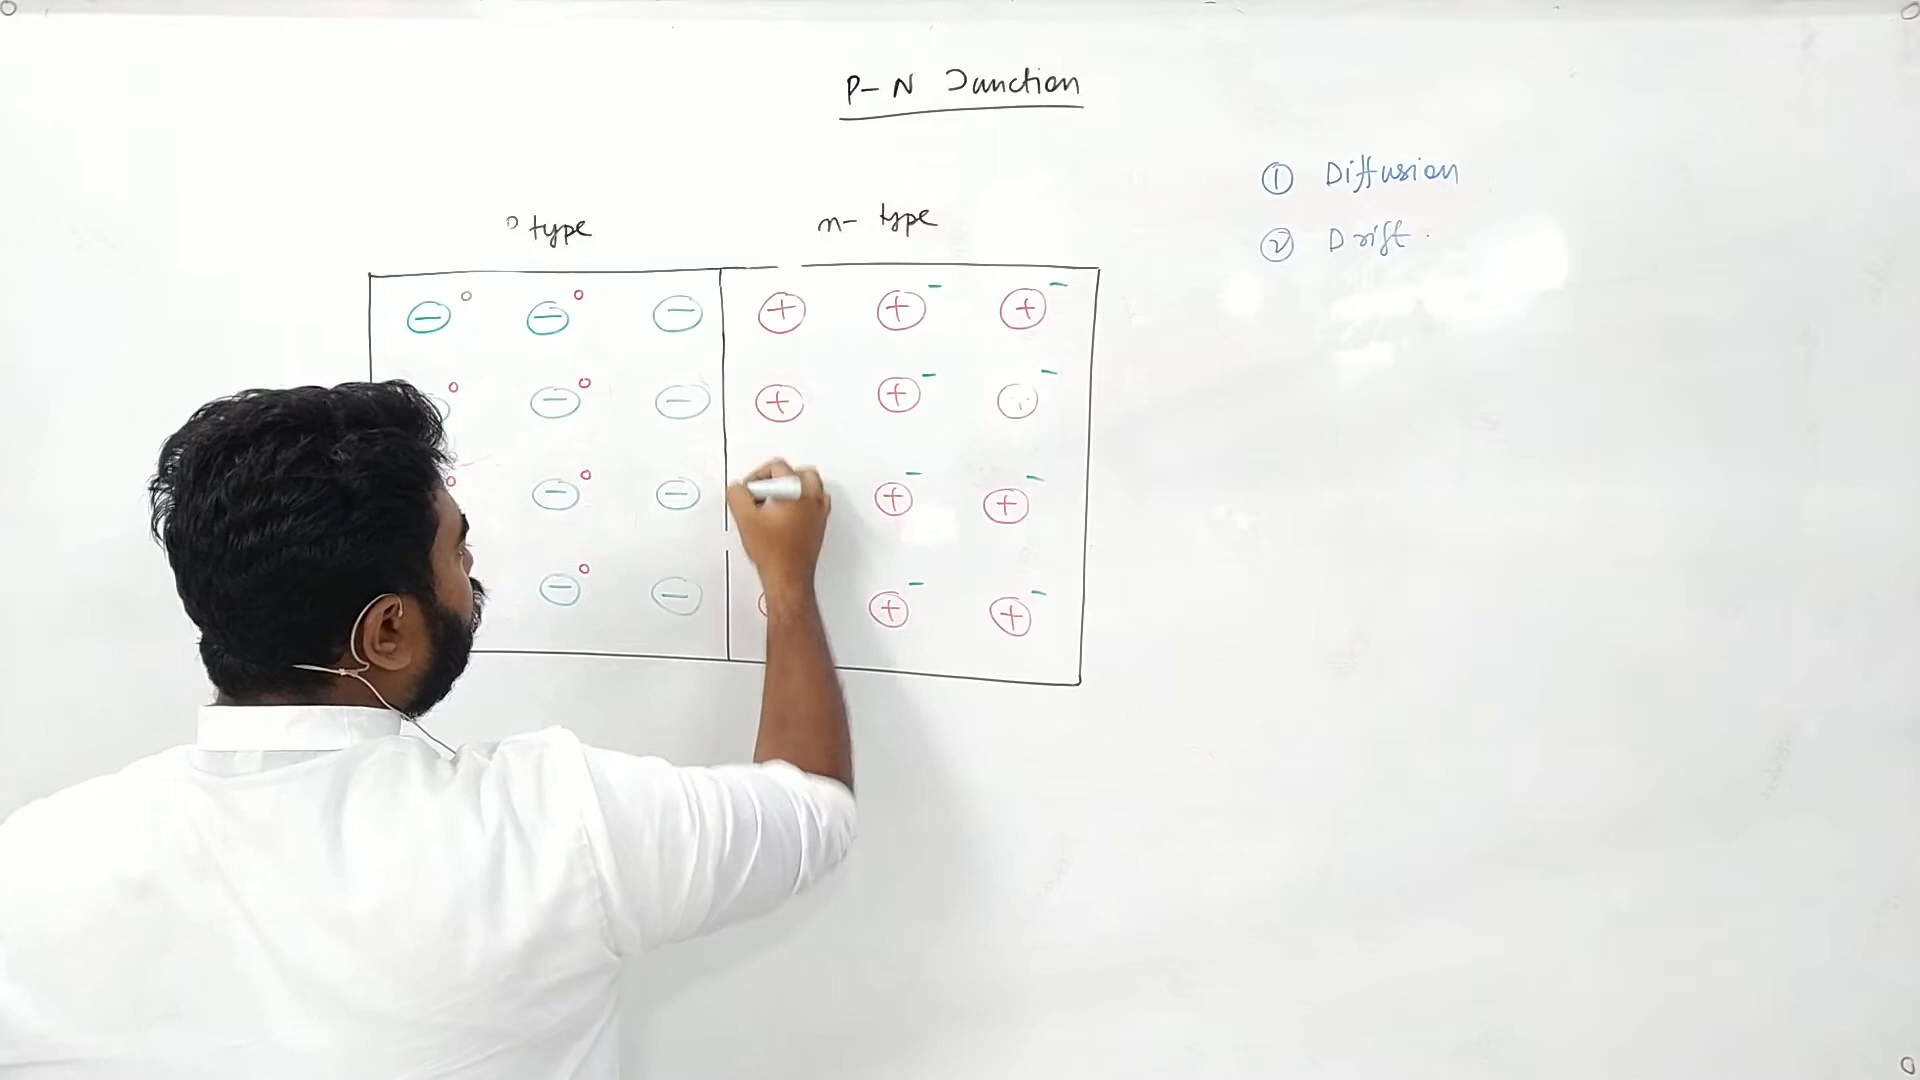 P-N Junction
① Diffusion
② Drift.
P type
n- type